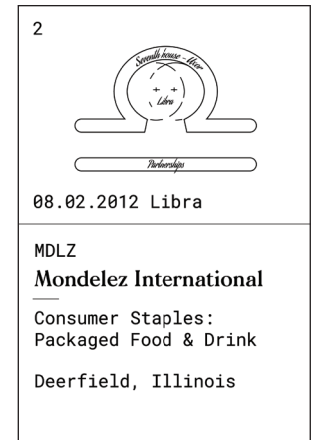 2
Seventh house - User
Libra
Partnerships
08.02.2012 Libra
MDLZ
Mondelez International
Consumer Staples:
Packaged Food & Drink
Deerfield, Illinois